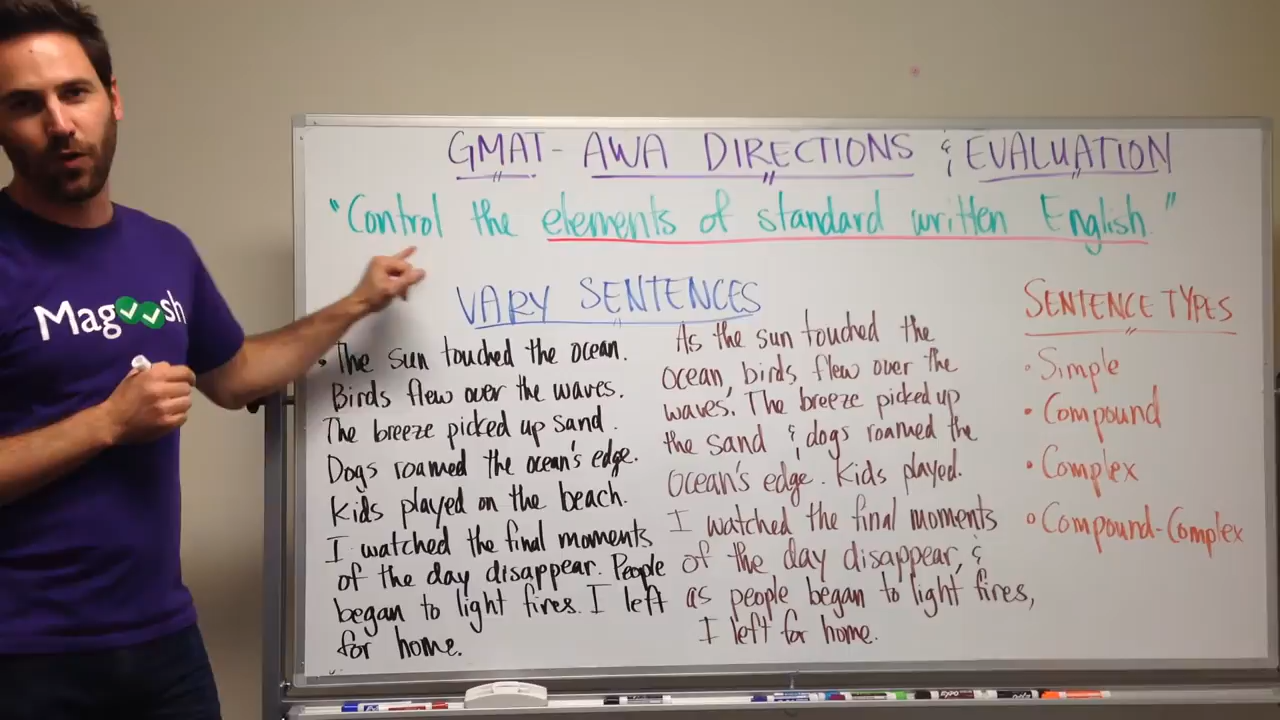 Magoosh
GMAT - AWA DIRECTIONS & EVALUATION
"Control the elements of standard written English."
VARY SENTENCES
• The sun touched the ocean.
Birds flew over the waves.
The breeze picked up sand.
Dogs roamed the ocean's edge.
Kids played on the beach.
I watched the final moments
of the day disappear. People
began to light fires. I left
for home.
As the sun touched the
ocean, birds flew over the
waves. The breeze picked up
the sand & dogs roamed the
ocean's edge. Kids played.
I watched the final moments
of the day disappear, &
as people began to light fires,
I left for home.
SENTENCE TYPES
• Simple
• Compound
• Complex
• Compound-Complex
EXPO